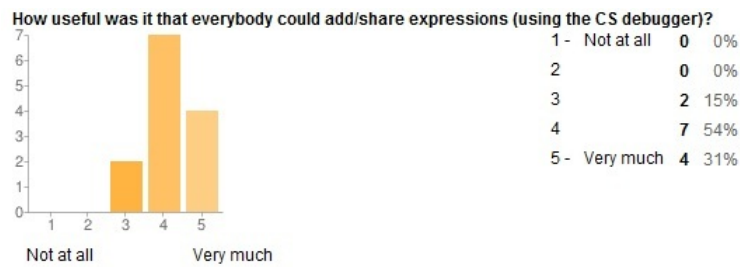 How useful was it that everybody could add/share expressions (using the CS debugger)?
7
6
5
4
3
2
1
0
1 2 3 4 5
Not at all Very much
1 - Not at all 0 0%
2 0 0%
3 2 15%
4 7 54%
5 - Very much 4 31%